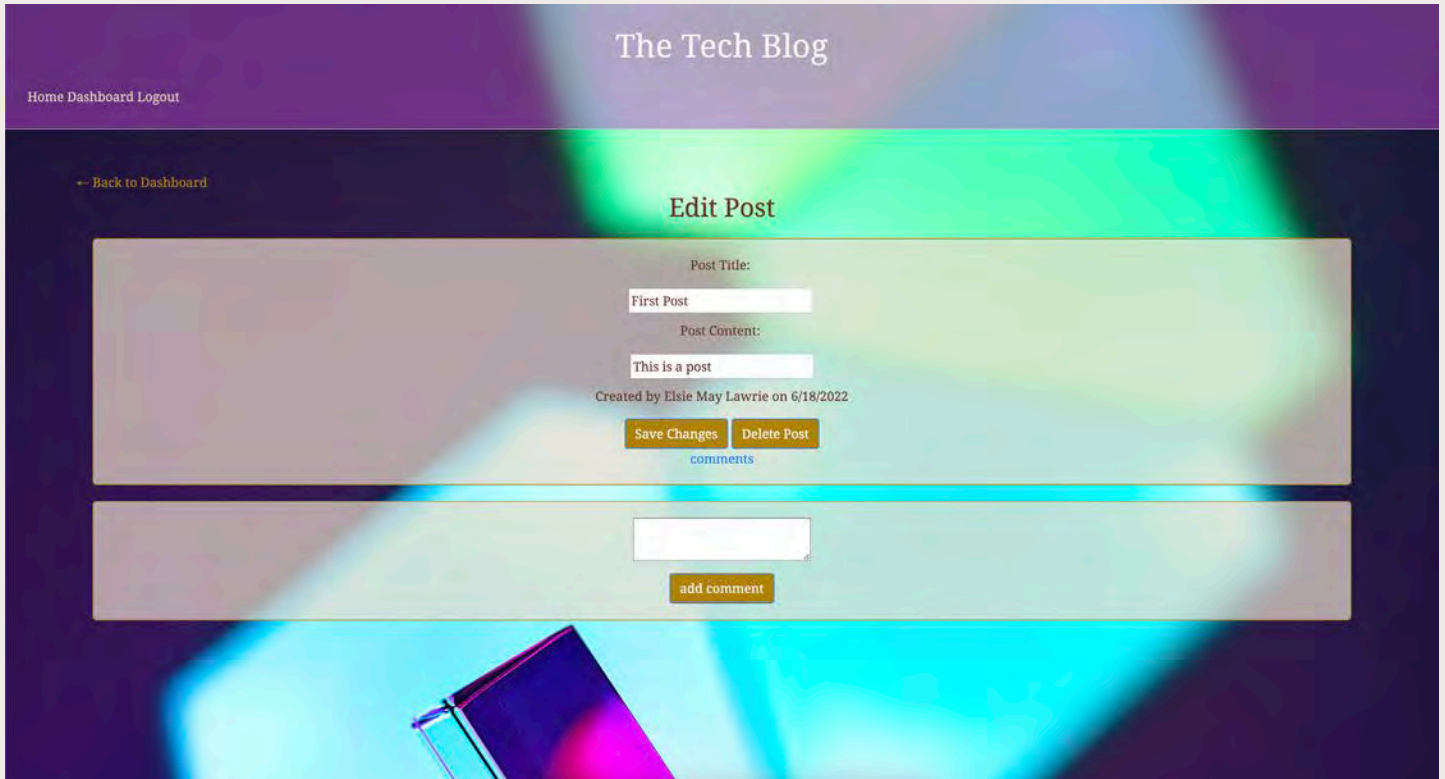 The Tech Blog
Home Dashboard Logout
← Back to Dashboard
Edit Post
Post Title:
First Post
Post Content:
This is a post
Created by Elsie May Lawrie on 6/18/2022
Save Changes Delete Post
comments
add comment